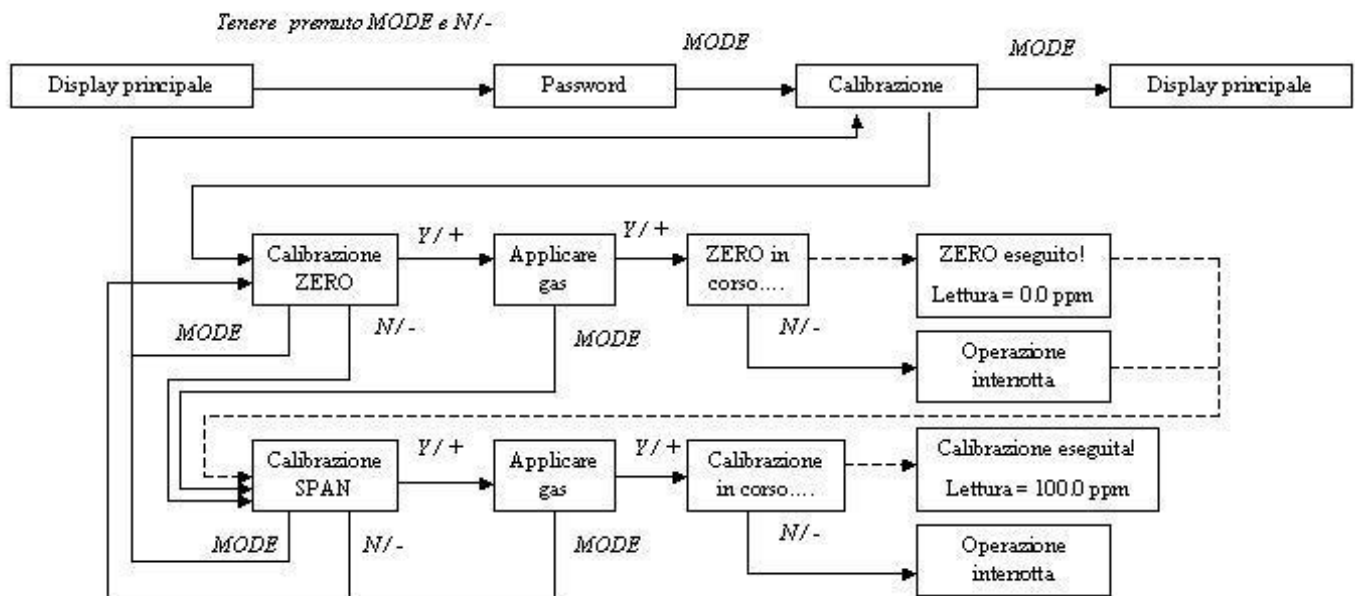 Tenere premuto MODE e N/-
MODE
MODE
Display principale
Password
Calibrazione
Display principale
Calibrazione
ZERO
Y/+
Applicare
gas
Y/+
ZERO in
corso....
ZERO eseguito!
Lettura = 0.0 ppm
MODE
N/-
MODE
N/-
Operazione
interrotta
Calibrazione
SPAN
Y/+
Applicare
gas
Y/+
Calibrazione
in corso....
Calibrazione eseguita!
Lettura = 100.0 ppm
MODE
N/-
MODE
N/-
Operazione
interrotta